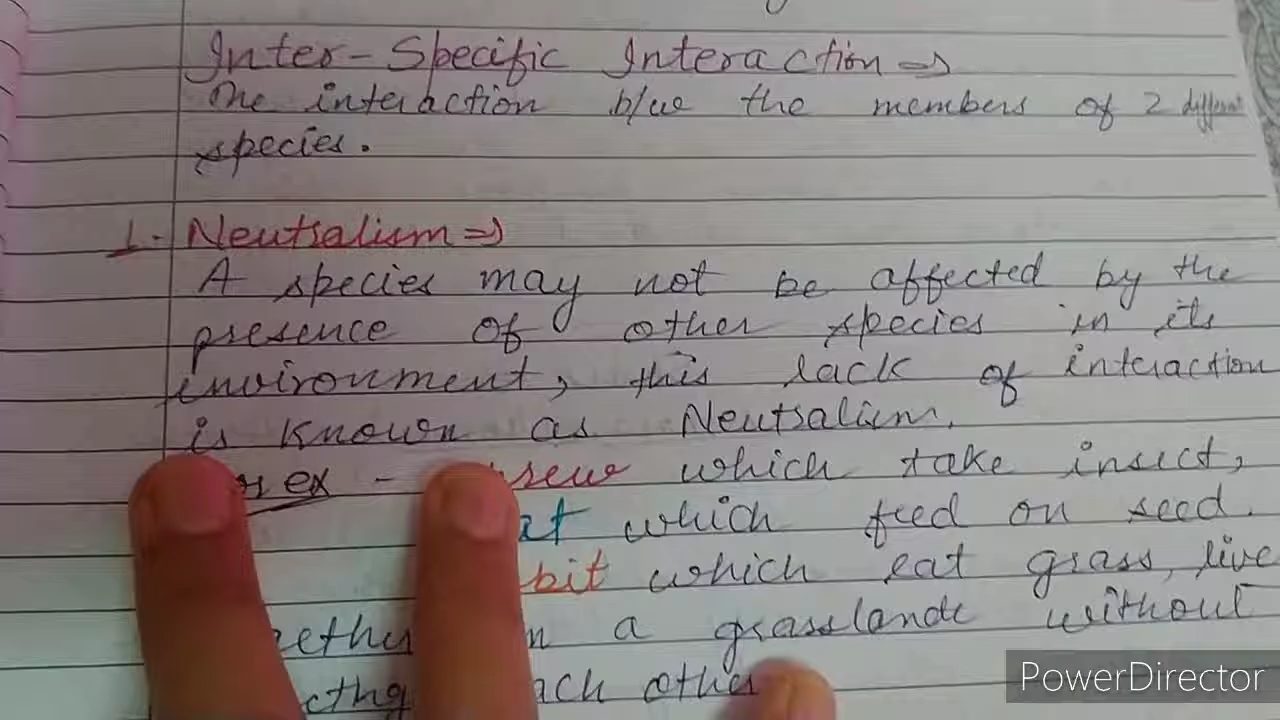 Inter-Specific Interaction ⇒
The interaction b/w the members of 2 different
species.
1. Neutralism ⇒
A species may not be affected by the
presence of other species in its
environment, this lack of interaction
is known as Neutralism.
ex - which take insect,
which feed on seed.
which eat grass, live
a grassland without
other
PowerDirector